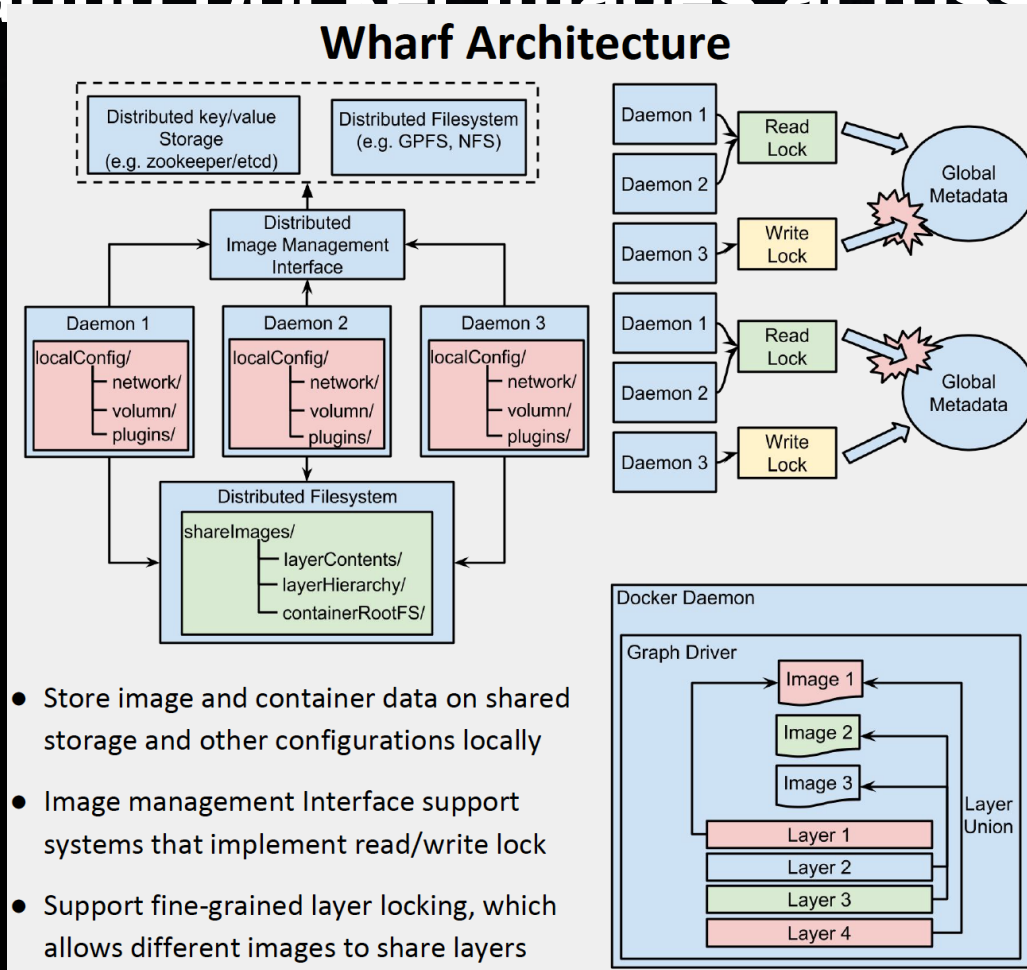 Wharf Architecture
Distributed key/value
Storage
(e.g. zookeeper/etcd)
Distributed Filesystem
(e.g. GPFS, NFS)
Distributed
Image Management
Interface
Daemon 1
localConfig/
network/
volumn/
plugins/
Daemon 2
localConfig/
network/
volumn/
plugins/
Daemon 3
localConfig/
network/
volumn/
plugins/
Distributed Filesystem
shareImages/
layerContents/
layerHierarchy/
containerRootFS/
Daemon 1
Daemon 2
Daemon 3
Read
Lock
Write
Lock
Global
Metadata
Daemon 1
Daemon 2
Daemon 3
Read
Lock
Write
Lock
Global
Metadata
● Store image and container data on shared
storage and other configurations locally
● Image management Interface support
systems that implement read/write lock
● Support fine-grained layer locking, which
allows different images to share layers
Docker Daemon
Graph Driver
Image 1
Image 2
Image 3
Layer
Union
Layer 1
Layer 2
Layer 3
Layer 4